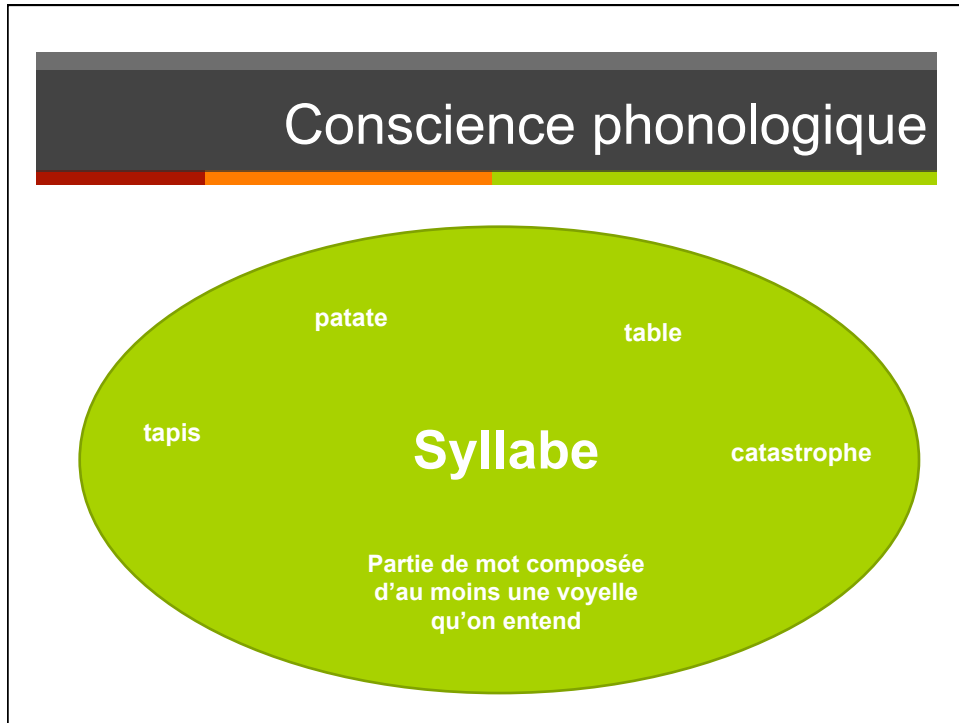 Conscience phonologique
patate
table
tapis
Syllabe
catastrophe
Partie de mot composée
d'au moins une voyelle
qu'on entend